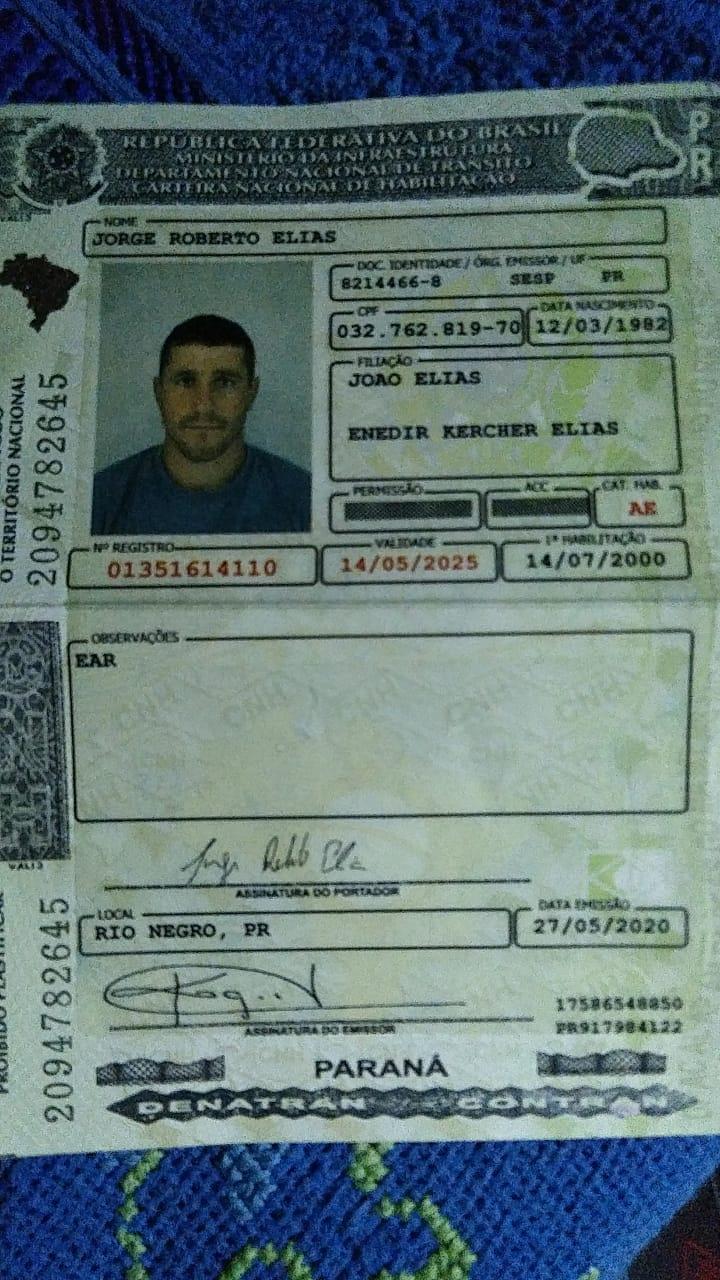 REPÚBLICA FEDERATIVA DO BRASIL
MINISTÉRIO DA INFRAESTRUTURA
DEPARTAMENTO NACIONAL DE TRÂNSITO
CARTEIRA NACIONAL DE HABILITAÇÃO
PR
NOME
JORGE ROBERTO ELIAS
DOC. IDENTIDADE / ÓRG. EMISSOR / UF
8214466-8 SESP PR
CPF
032.762.819-70
DATA NASCIMENTO
12/03/1982
FILIAÇÃO
JOAO ELIAS
ENEDIR KERCHER ELIAS
PERMISSÃO
ACC
CAT. HAB.
AE
Nº REGISTRO
01351614110
VALIDADE
14/05/2025
1ª HABILITAÇÃO
14/07/2000
O TERRITÓRIO NACIONAL
2094782645
OBSERVAÇÕES
EAR
ASSINATURA DO PORTADOR
LOCAL
RIO NEGRO, PR
DATA EMISSÃO
27/05/2020
ASSINATURA DO EMISSOR
17586548850
PR917984122
PROIBIDO PLASTIFICAR
2094782645
PARANÁ
DENATRAN CONTRAN